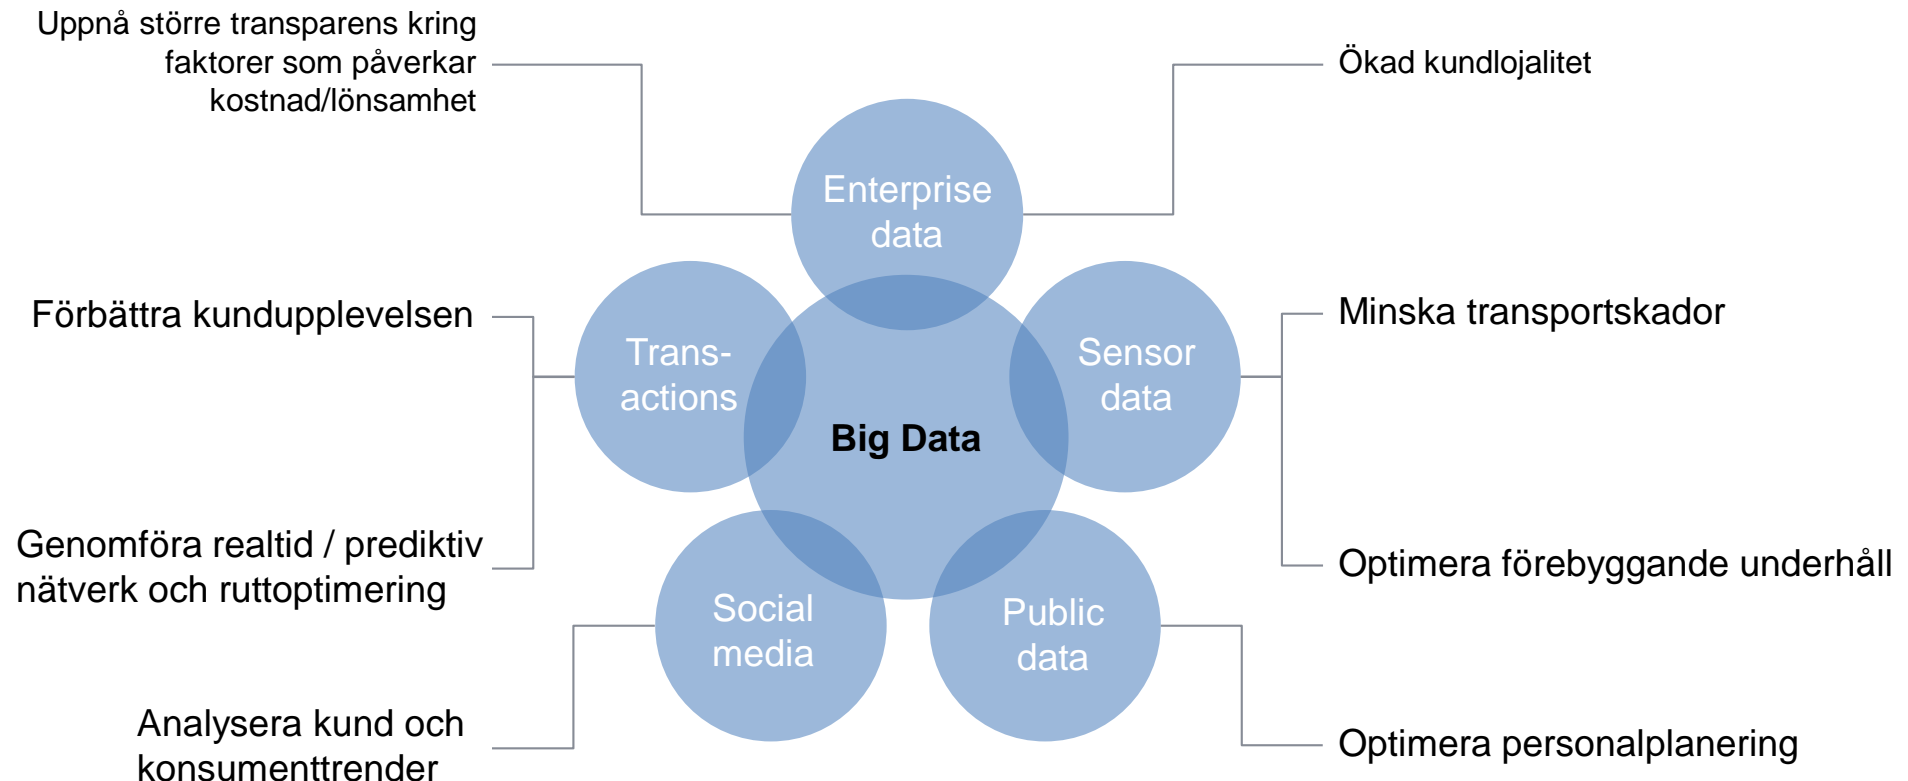 Uppnå större transparens kring
faktorer som påverkar
kostnad/lönsamhet
Ökad kundlojalitet
Enterprise
data
Förbättra kundupplevelsen
Minska transportskador
Trans-
actions
Sensor
data
Big Data
Genomföra realtid / prediktiv
nätverk och ruttoptimering
Optimera förebyggande underhåll
Social
media
Public
data
Analysera kund och
konsumenttrender
Optimera personalplanering